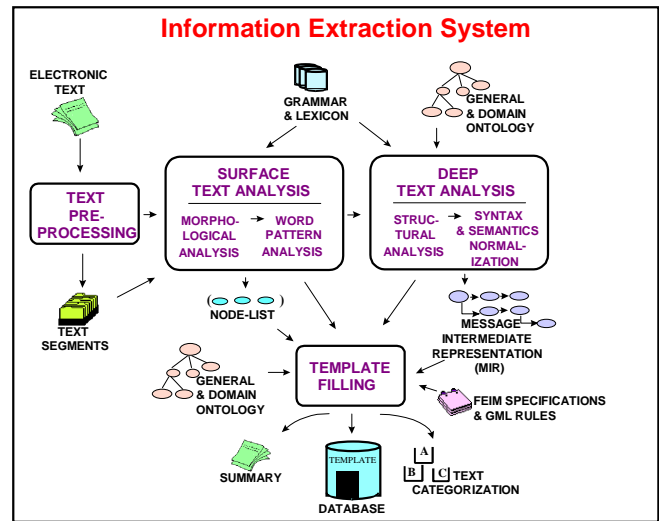 Information Extraction System
ELECTRONIC
TEXT
GRAMMAR
& LEXICON
GENERAL
& DOMAIN
ONTOLOGY
TEXT
PRE-
PROCESSING
SURFACE
TEXT ANALYSIS
MORPHO-
LOGICAL
ANALYSIS
WORD
PATTERN
ANALYSIS
DEEP
TEXT ANALYSIS
STRUC-
TURAL
ANALYSIS
SYNTAX
& SEMANTICS
NORMAL-
IZATION
TEXT
SEGMENTS
( )
NODE-LIST
MESSAGE
INTERMEDIATE
REPRESENTATION
(MIR)
GENERAL
& DOMAIN
ONTOLOGY
TEMPLATE
FILLING
FEIM SPECIFICATIONS
& GML RULES
SUMMARY
TEMPLATE
DATABASE
A
B
C
TEXT
CATEGORIZATION